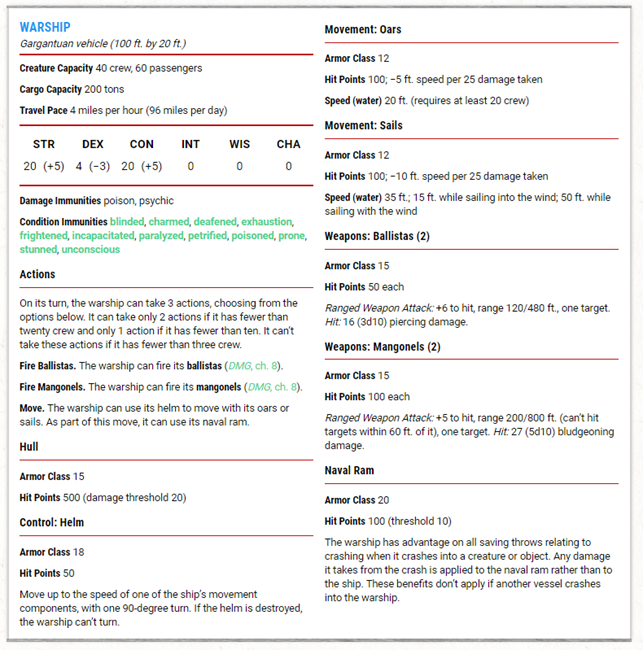 WARSHIP
Gargantuan vehicle (100 ft. by 20 ft.)
Creature Capacity 40 crew, 60 passengers
Cargo Capacity 200 tons
Travel Pace 4 miles per hour (96 miles per day)
STR DEX CON INT WIS CHA
20 (+5) 4 (−3) 20 (+5) 0 0 0
Damage Immunities poison, psychic
Condition Immunities blinded, charmed, deafened, exhaustion,
frightened, incapacitated, paralyzed, petrified, poisoned, prone,
stunned, unconscious
Actions
On its turn, the warship can take 3 actions, choosing from the
options below. It can take only 2 actions if it has fewer than
twenty crew and only 1 action if it has fewer than ten. It can’t
take these actions if it has fewer than three crew.
Fire Ballistas. The warship can fire its ballistas (DMG, ch. 8).
Fire Mangonels. The warship can fire its mangonels (DMG, ch. 8).
Move. The warship can use its helm to move with its oars or
sails. As part of this move, it can use its naval ram.
Hull
Armor Class 15
Hit Points 500 (damage threshold 20)
Control: Helm
Armor Class 18
Hit Points 50
Move up to the speed of one of the ship’s movement
components, with one 90-degree turn. If the helm is destroyed,
the warship can’t turn.
Movement: Oars
Armor Class 12
Hit Points 100; −5 ft. speed per 25 damage taken
Speed (water) 20 ft. (requires at least 20 crew)
Movement: Sails
Armor Class 12
Hit Points 100; −10 ft. speed per 25 damage taken
Speed (water) 35 ft.; 15 ft. while sailing into the wind; 50 ft. while
sailing with the wind
Weapons: Ballistas (2)
Armor Class 15
Hit Points 50 each
Ranged Weapon Attack: +6 to hit, range 120/480 ft., one target.
Hit: 16 (3d10) piercing damage.
Weapons: Mangonels (2)
Armor Class 15
Hit Points 100 each
Ranged Weapon Attack: +5 to hit, range 200/800 ft. (can’t hit
targets within 60 ft. of it), one target. Hit: 27 (5d10) bludgeoning
damage.
Naval Ram
Armor Class 20
Hit Points 100 (threshold 10)
The warship has advantage on all saving throws relating to
crashing when it crashes into a creature or object. Any damage
it takes from the crash is applied to the naval ram rather than to
the ship. These benefits don’t apply if another vessel crashes
into the warship.